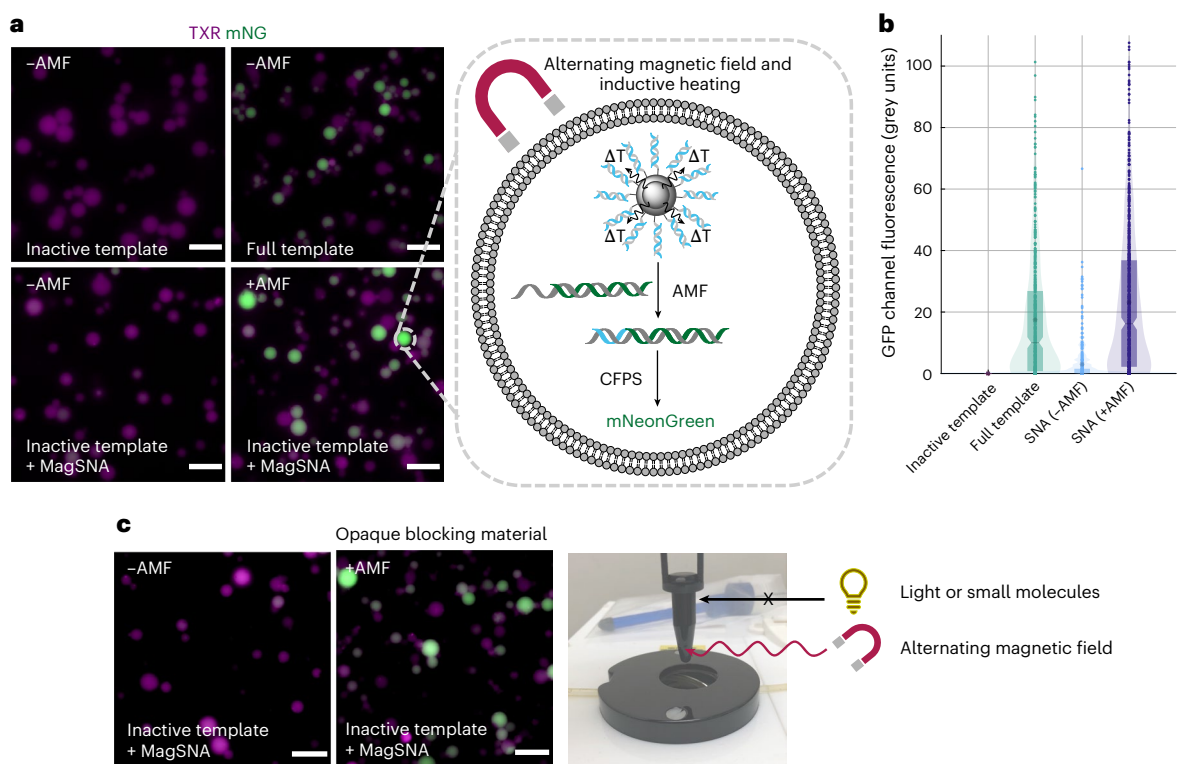 a
TXR mNG
–AMF
Inactive template
–AMF
Full template
–AMF
Inactive template
+ MagSNA
+AMF
Inactive template
+ MagSNA
Alternating magnetic field and
inductive heating
ΔT
ΔT
ΔT
ΔT
AMF
CFPS
mNeonGreen
b
GFP channel fluorescence (grey units)
100
80
60
40
20
0
Inactive template
Full template
SNA (–AMF)
SNA (+AMF)
c
Opaque blocking material
–AMF
Inactive template
+ MagSNA
+AMF
Inactive template
+ MagSNA
X
Light or small molecules
Alternating magnetic field